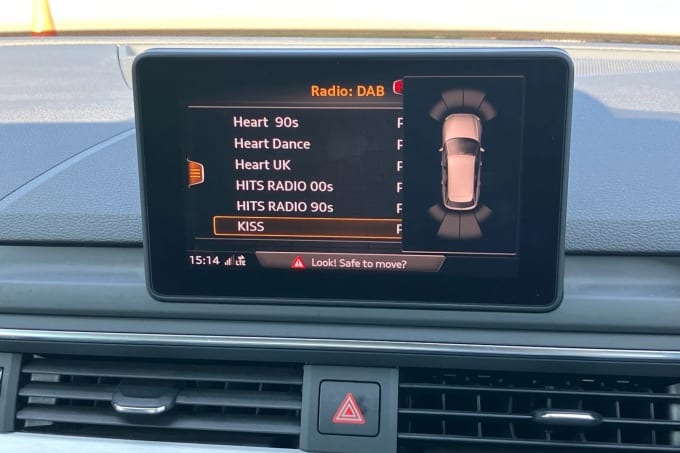 Radio: DAB
Heart 90s
Heart Dance
Heart UK
HITS RADIO 00s
HITS RADIO 90s
KISS
15:14 LTE
Look! Safe to move?